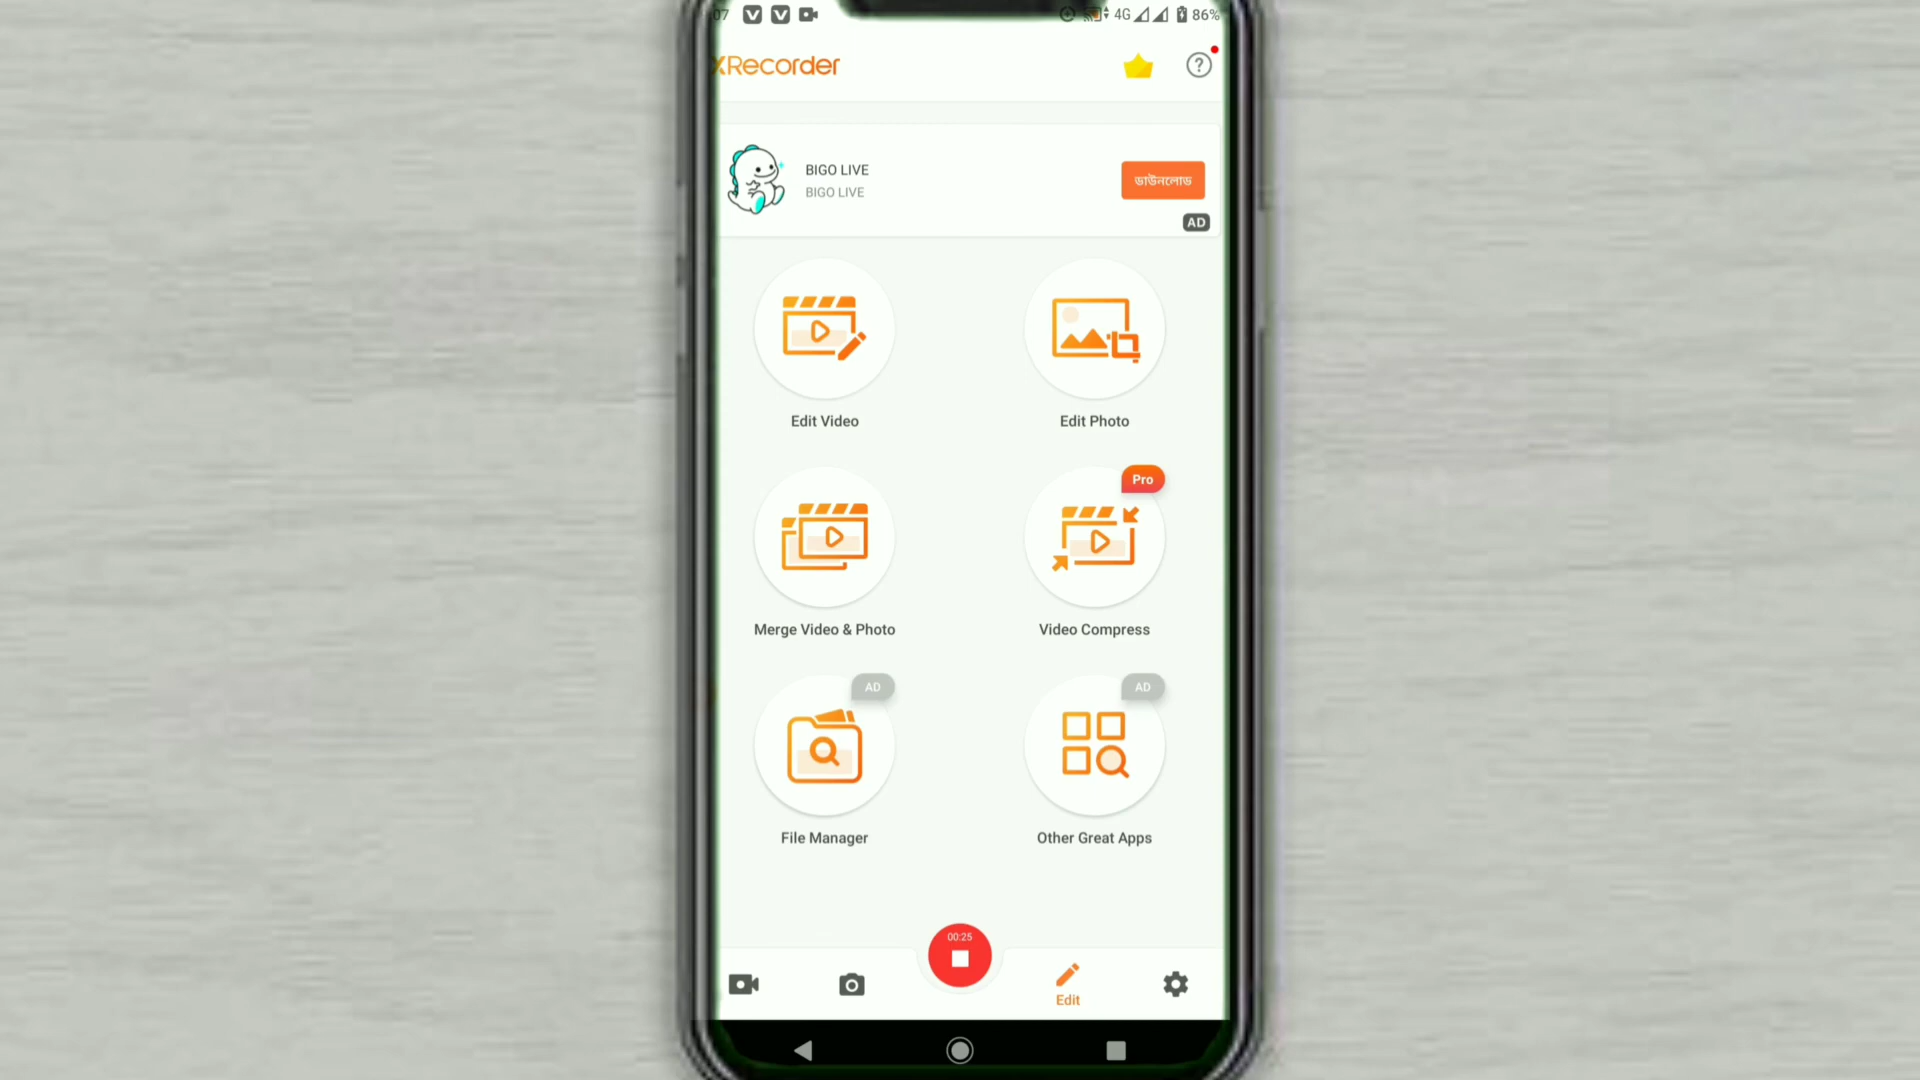 07 4G 86%
XRecorder
BIGO LIVE
BIGO LIVE
ডাউনলোড
AD
Edit Video
Edit Photo
Pro
Merge Video & Photo
Video Compress
AD
AD
File Manager
Other Great Apps
00:25
Edit